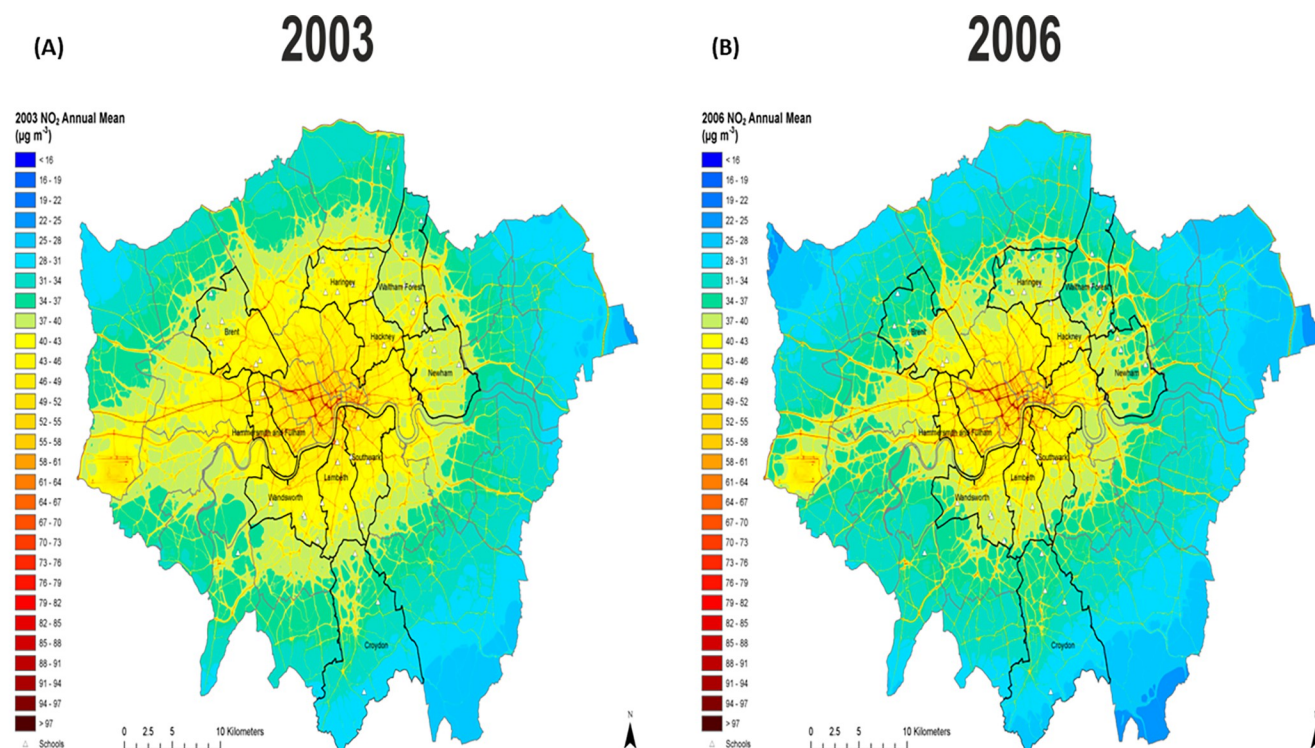 (A)
2003
2003 NO₂ Annual Mean
(µg m⁻³)
< 16
16 - 19
19 - 22
22 - 25
25 - 28
28 - 31
31 - 34
34 - 37
37 - 40
40 - 43
43 - 46
46 - 49
49 - 52
52 - 55
55 - 58
58 - 61
61 - 64
64 - 67
67 - 70
70 - 73
73 - 76
76 - 79
79 - 82
82 - 85
85 - 88
88 - 91
91 - 94
94 - 97
> 97
Schools
Haringey
Waltham Forest
Brent
Hackney
Newham
Hammersmith and Fulham
Southwark
Lambeth
Wandsworth
Croydon
0 2.5 5 10 Kilometers
N
(B)
2006
2006 NO₂ Annual Mean
(µg m⁻³)
< 16
16 - 19
19 - 22
22 - 25
25 - 28
28 - 31
31 - 34
34 - 37
37 - 40
40 - 43
43 - 46
46 - 49
49 - 52
52 - 55
55 - 58
58 - 61
61 - 64
64 - 67
67 - 70
70 - 73
73 - 76
76 - 79
79 - 82
82 - 85
85 - 88
88 - 91
91 - 94
94 - 97
> 97
Schools
Haringey
Waltham Forest
Brent
Hackney
Newham
Hammersmith and Fulham
Southwark
Lambeth
Wandsworth
Croydon
0 2.5 5 10 Kilometers
N